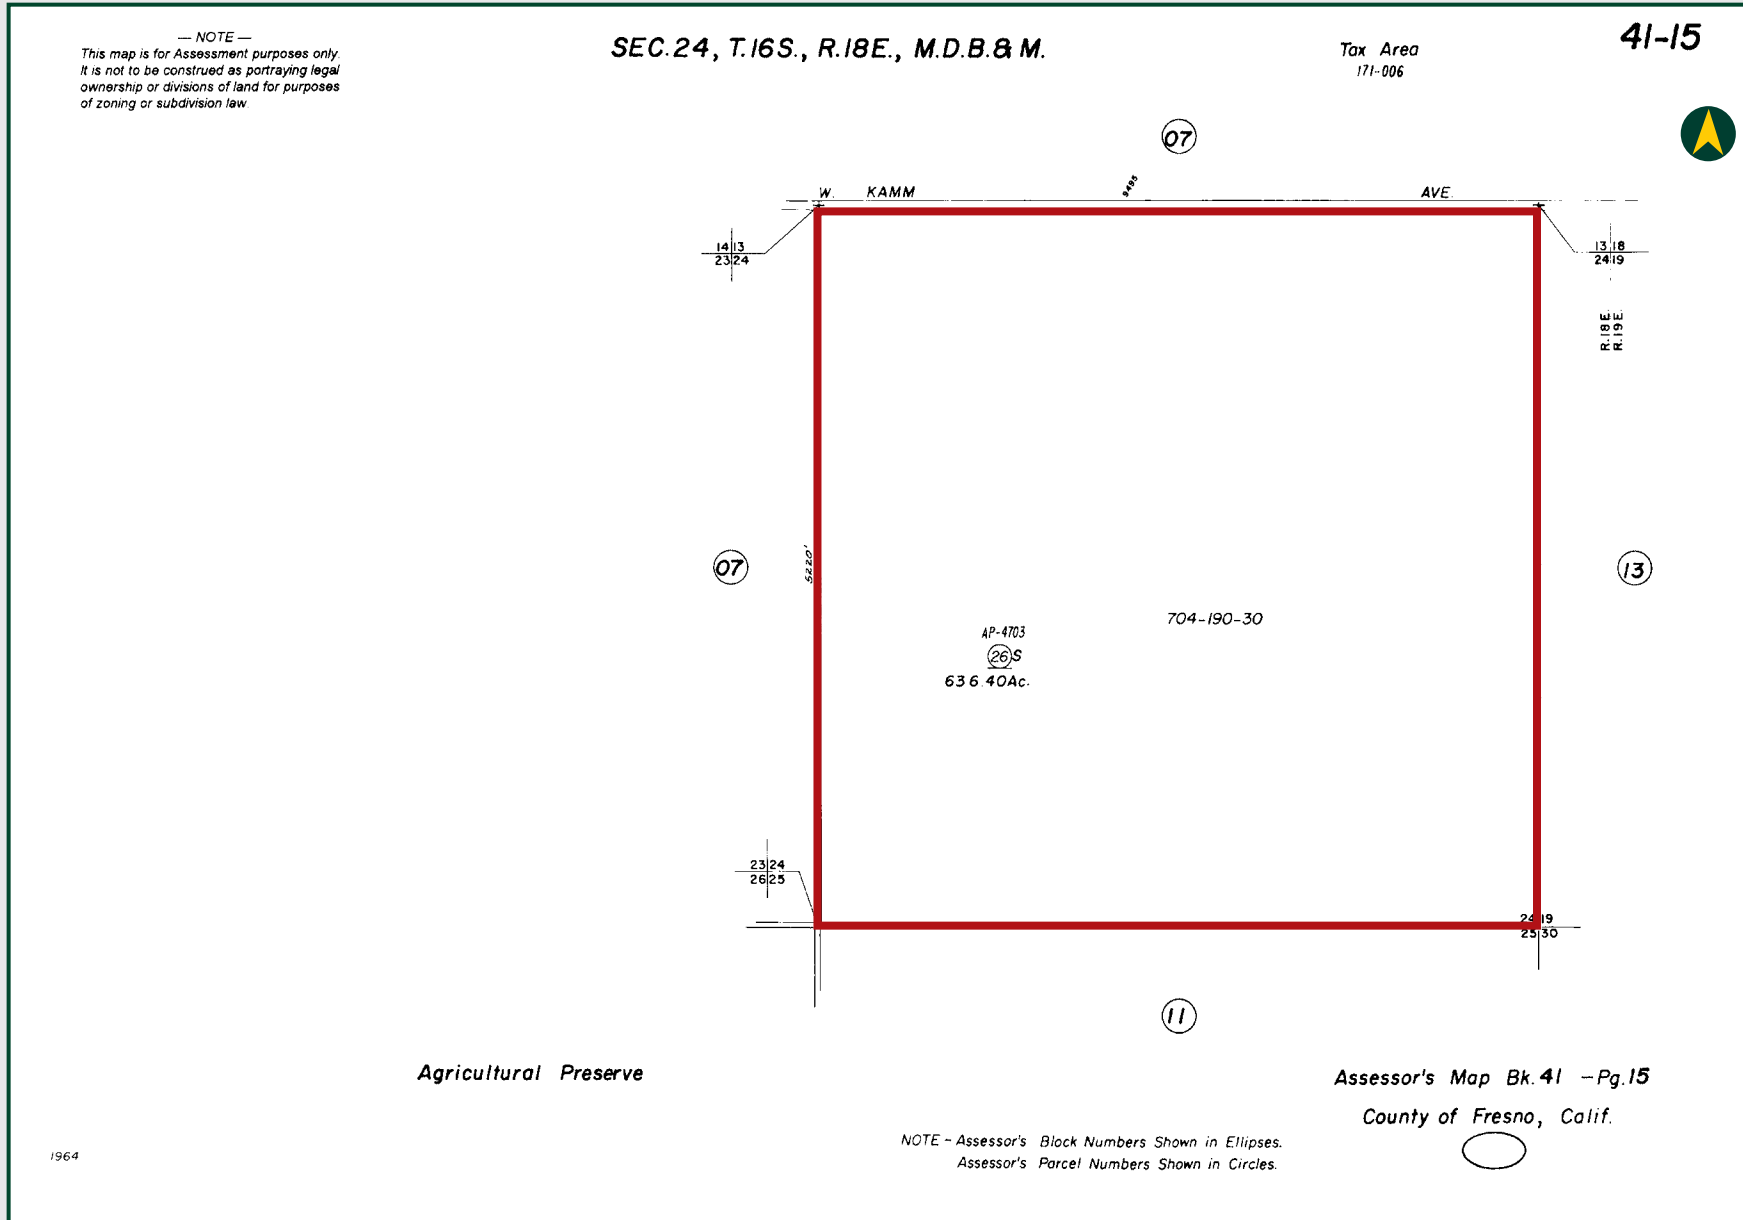 — NOTE —
This map is for Assessment purposes only.
It is not to be construed as portraying legal
ownership or divisions of land for purposes
of zoning or subdivision law.
SEC.24, T.16S., R.18E., M.D.B.& M.
Tax Area
171-006
41-15
07
W. KAMM AVE.
9495
14|13
23|24
13|18
24|19
R.18E.
R.19E.
07
5220'
13
704-190-30
AP-4703
26 S
636.40Ac.
23|24
26|25
24|19
25|30
11
Agricultural Preserve
Assessor's Map Bk.41 -Pg.15
County of Fresno, Calif.
NOTE - Assessor's Block Numbers Shown in Ellipses.
Assessor's Parcel Numbers Shown in Circles.
1964